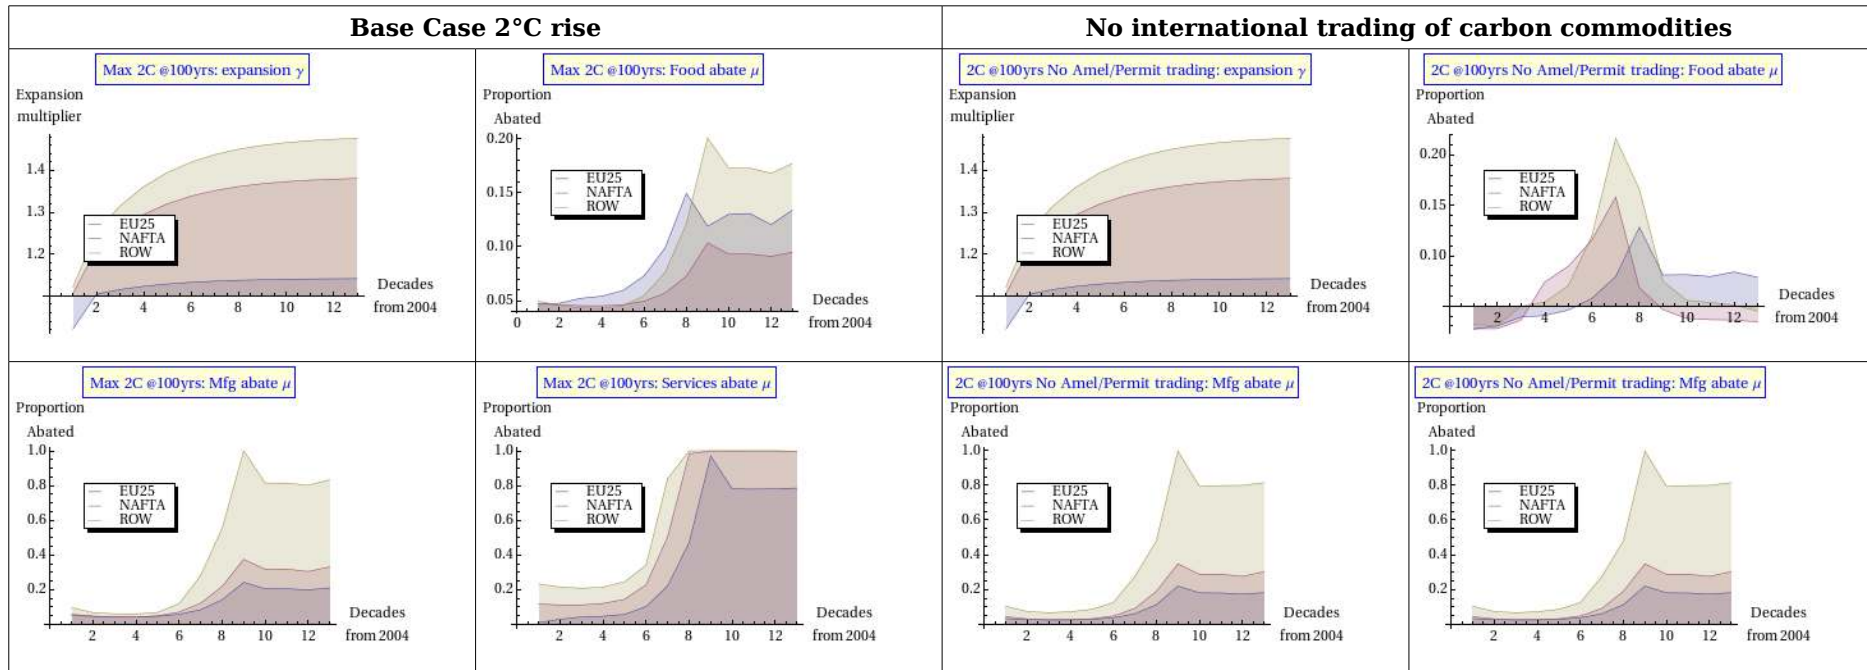 Base Case 2°C rise
No international trading of carbon commodities
Max 2C @100yrs: expansion γ
Expansion
multiplier
1.4
1.3
1.2
EU25
NAFTA
ROW
2 4 6 8 10 12
Decades
from 2004
Max 2C @100yrs: Food abate μ
Proportion
Abated
0.20
0.15
0.10
0.05
EU25
NAFTA
ROW
0 2 4 6 8 10 12
Decades
from 2004
2C @100yrs No Amel/Permit trading: expansion γ
Expansion
multiplier
1.4
1.3
1.2
EU25
NAFTA
ROW
2 4 6 8 10 12
Decades
from 2004
2C @100yrs No Amel/Permit trading: Food abate μ
Proportion
Abated
0.20
0.15
0.10
EU25
NAFTA
ROW
2 4 6 8 10 12
Decades
from 2004
Max 2C @100yrs: Mfg abate μ
Proportion
Abated
1.0
0.8
0.6
0.4
0.2
EU25
NAFTA
ROW
2 4 6 8 10 12
Decades
from 2004
Max 2C @100yrs: Services abate μ
Proportion
Abated
1.0
0.8
0.6
0.4
0.2
EU25
NAFTA
ROW
2 4 6 8 10 12
Decades
from 2004
2C @100yrs No Amel/Permit trading: Mfg abate μ
Proportion
Abated
1.0
0.8
0.6
0.4
0.2
EU25
NAFTA
ROW
2 4 6 8 10 12
Decades
from 2004
2C @100yrs No Amel/Permit trading: Mfg abate μ
Proportion
Abated
1.0
0.8
0.6
0.4
0.2
EU25
NAFTA
ROW
2 4 6 8 10 12
Decades
from 2004